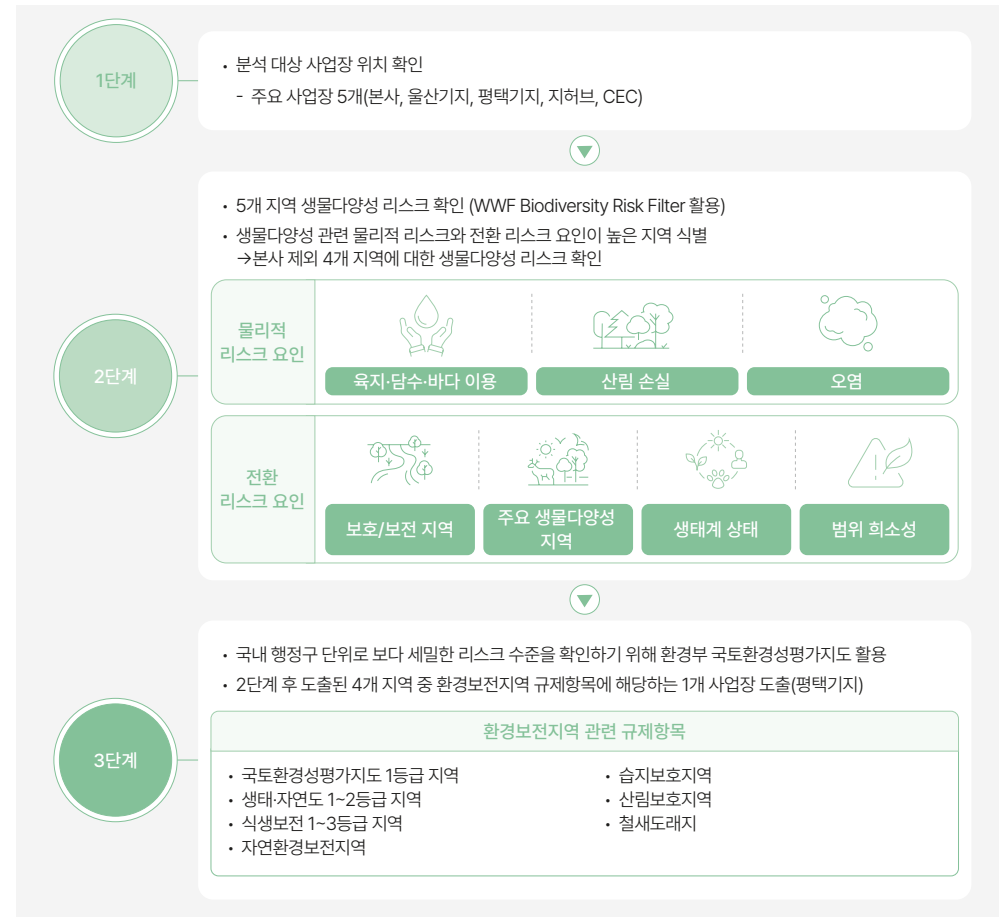 1단계
• 분석 대상 사업장 위치 확인
- 주요 사업장 5개(본사, 울산기지, 평택기지, 지허브, CEC)
2단계
• 5개 지역 생물다양성 리스크 확인 (WWF Biodiversity Risk Filter 활용)
• 생물다양성 관련 물리적 리스크와 전환 리스크 요인이 높은 지역 식별
→본사 제외 4개 지역에 대한 생물다양성 리스크 확인
물리적
리스크 요인
육지·담수·바다 이용
산림 손실
오염
전환
리스크 요인
보호/보전 지역
주요 생물다양성
지역
생태계 상태
범위 희소성
3단계
• 국내 행정구 단위로 보다 세밀한 리스크 수준을 확인하기 위해 환경부 국토환경성평가지도 활용
• 2단계 후 도출된 4개 지역 중 환경보전지역 규제항목에 해당하는 1개 사업장 도출(평택기지)
환경보전지역 관련 규제항목
• 국토환경성평가지도 1등급 지역
• 생태·자연도 1~2등급 지역
• 식생보전 1~3등급 지역
• 자연환경보전지역
• 습지보호지역
• 산림보호지역
• 철새도래지